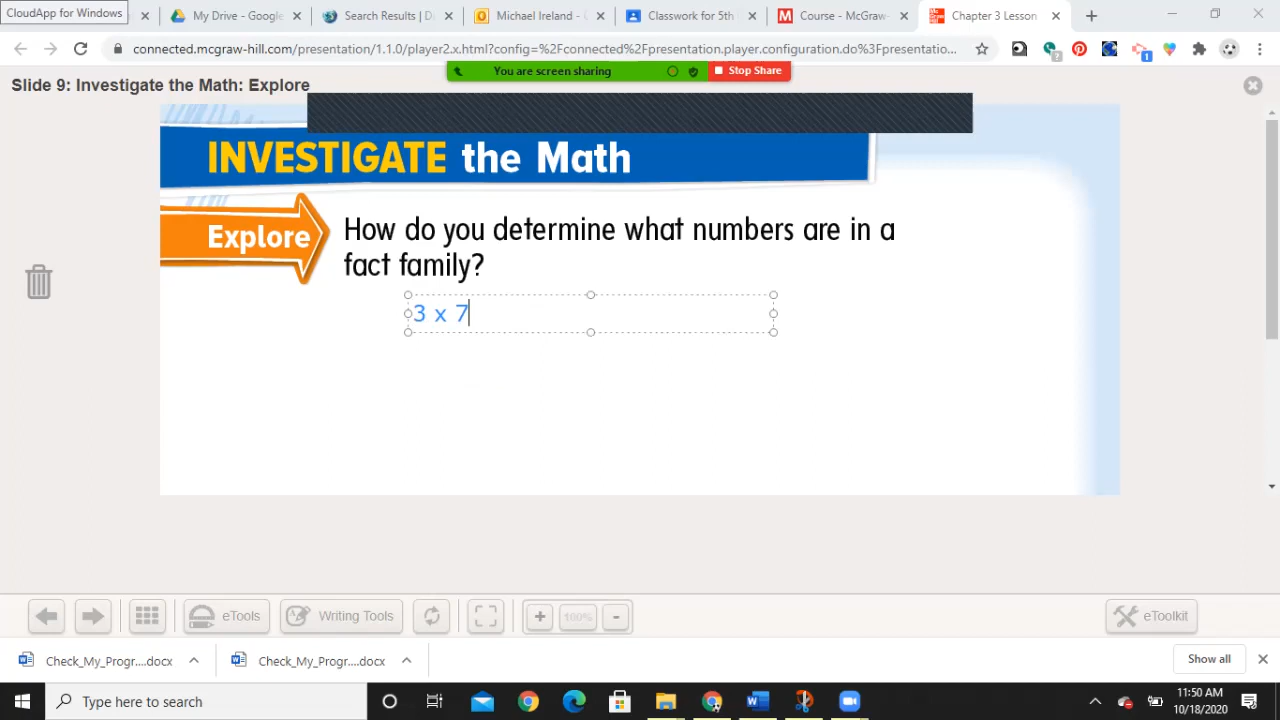 CloudApp for Windows
My Drive - Google
Search Results | D
Michael Ireland -
Classwork for 5th
Course - McGraw-
Chapter 3 Lesson
connected.mcgraw-hill.com/presentation/1.1.0/player2.x.html?config=%2Fconnected%2Fpresentation.player.configuration.do%3Fpresentatio...
You are screen sharing
Stop Share
Slide 9: Investigate the Math: Explore
INVESTIGATE the Math
Explore
How do you determine what numbers are in a
fact family?
3 x 7
eTools
Writing Tools
+
100%
-
eToolkit
Check_My_Progr....docx
Check_My_Progr....docx
Show all
Type here to search
11:50 AM
10/18/2020